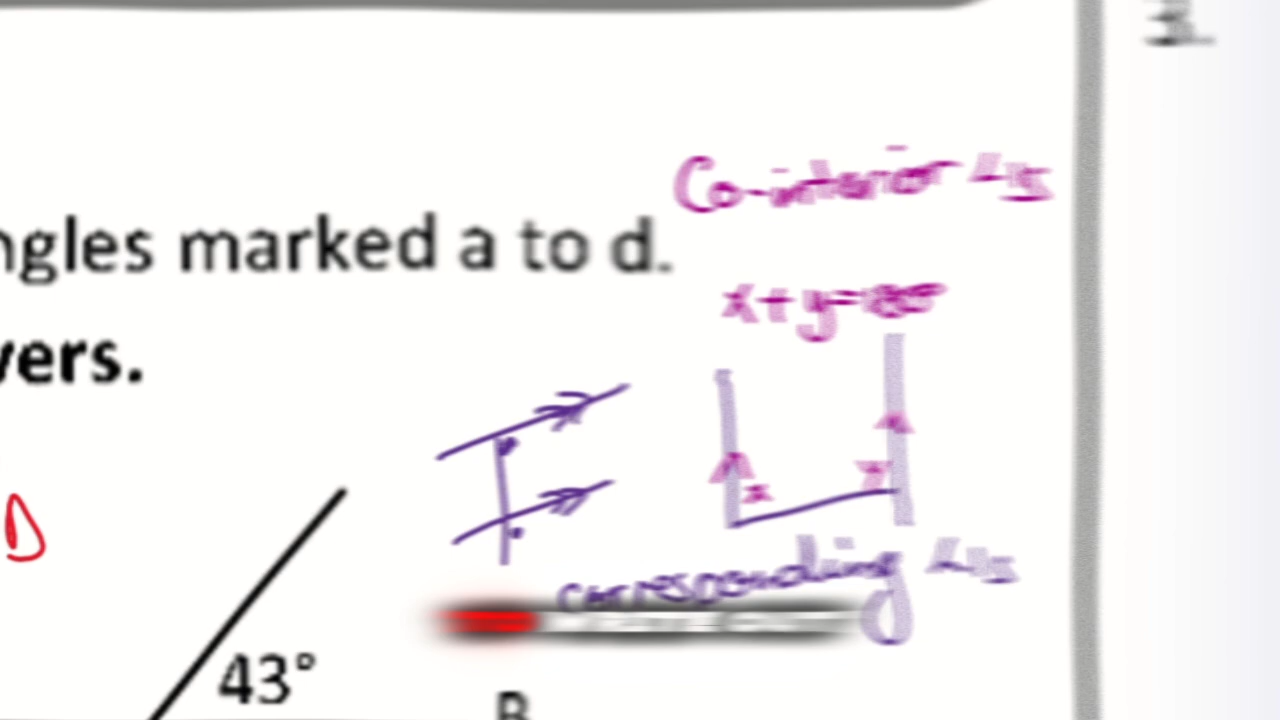 Co-interior ∠s
ngles marked a to d.
x+y=180°
vers.
D
x
corresponding ∠s
43°
B